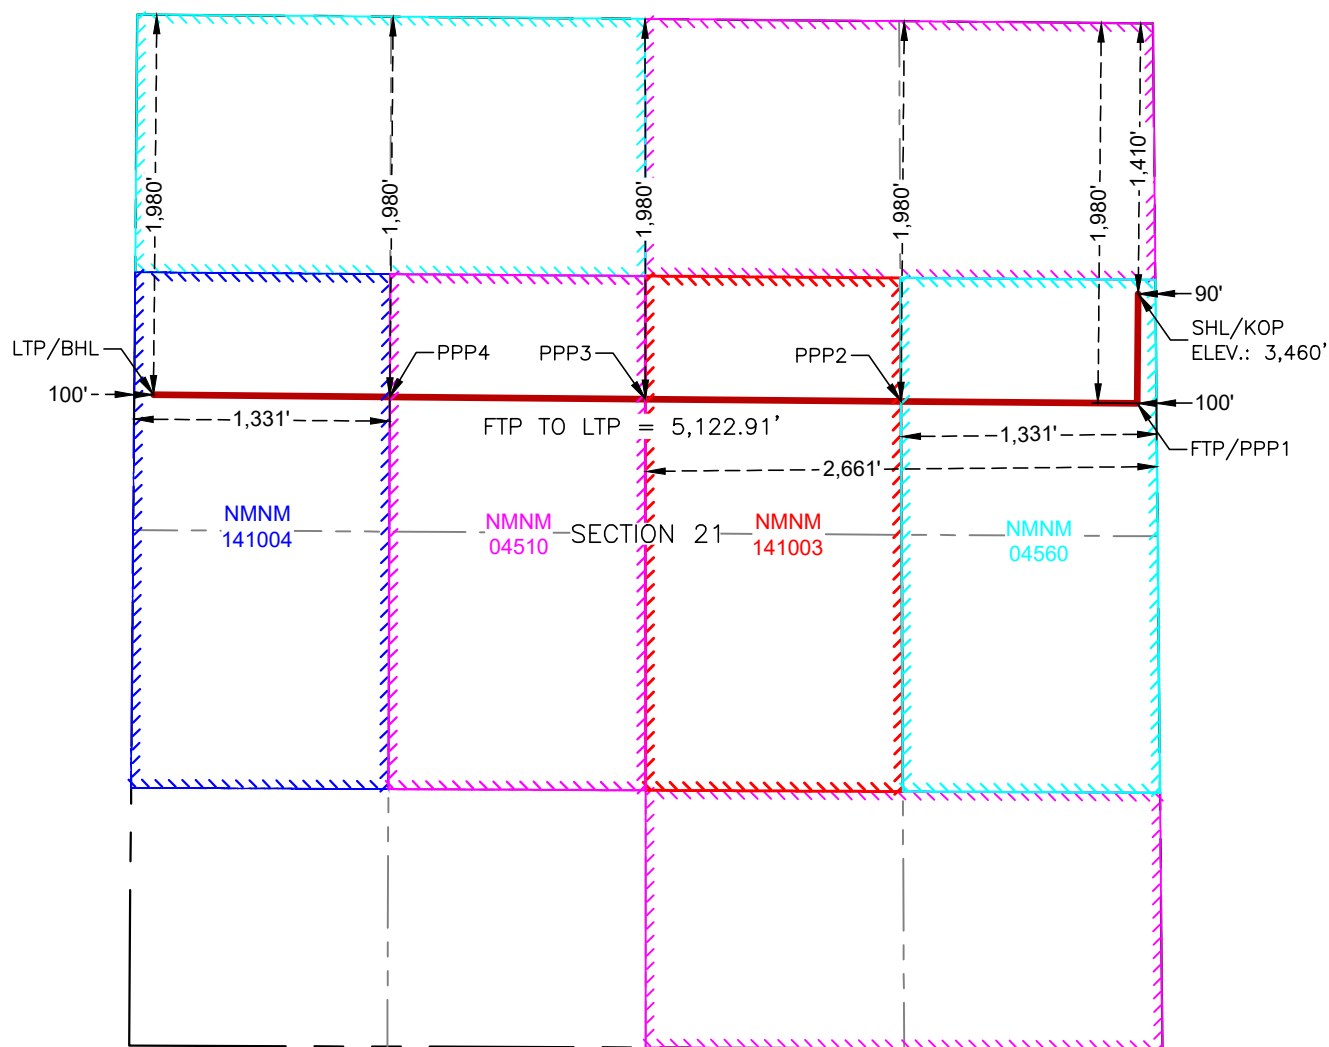 1,980'
1,980'
1,980'
1,980'
1,980'
1,410'
90'
SHL/KOP
ELEV.: 3,460'
LTP/BHL
PPP4
PPP3
PPP2
100'
100'
1,331'
FTP TO LTP = 5,122.91'
1,331'
FTP/PPP1
2,661'
NMNM
141004
NMNM
04510
SECTION 21
NMNM
141003
NMNM
04560